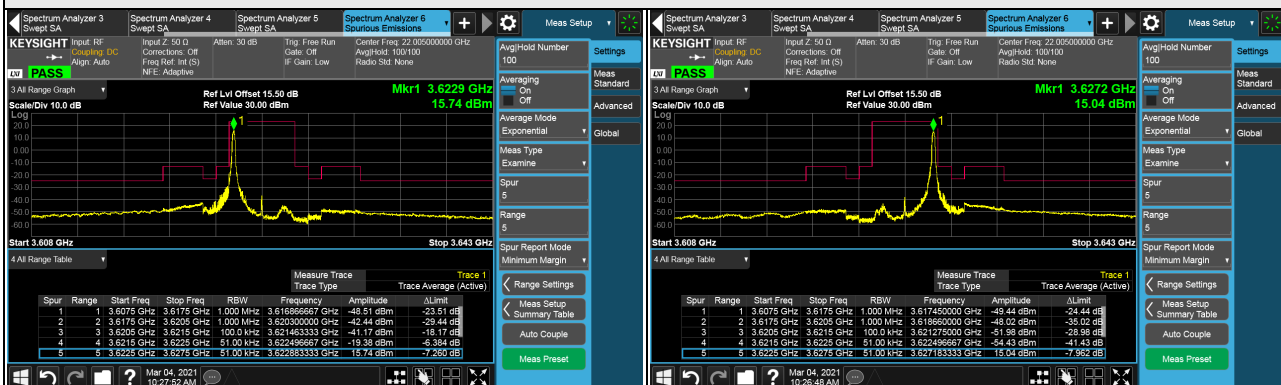 Spectrum Analyzer 3 Swept SA
Spectrum Analyzer 4 Swept SA
Spectrum Analyzer 5 Swept SA
Spectrum Analyzer 6 Spurious Emissions
+
Meas Setup
KEYSIGHT
Input: RF
Coupling: DC
Align: Auto
Input Z: 50 Ω
Corrections: Off
Freq Ref: Int (S)
NFE: Adaptive
Atten: 30 dB
Trig: Free Run
Gate: Off
IF Gain: Low
Center Freq: 22.005000000 GHz
Avg|Hold: 100/100
Radio Std: None
LXI PASS
3 All Range Graph
Scale/Div 10.0 dB
Ref Lvl Offset 15.50 dB
Ref Value 30.00 dBm
Mkr1 3.6229 GHz
15.74 dBm
Log
20.0
10.0
0.00
-10.0
-20.0
-30.0
-40.0
-50.0
-60.0
1
Start 3.608 GHz
Stop 3.643 GHz
4 All Range Table
Measure Trace Trace 1
Trace Type Trace Average (Active)
Spur Range Start Freq Stop Freq RBW Frequency Amplitude ΔLimit
1 1 3.6075 GHz 3.6175 GHz 1.000 MHz 3.616866667 GHz -48.51 dBm -23.51 dB
2 2 3.6175 GHz 3.6205 GHz 1.000 MHz 3.620300000 GHz -42.44 dBm -29.44 dB
3 3 3.6205 GHz 3.6215 GHz 100.0 kHz 3.621463333 GHz -41.17 dBm -18.17 dB
4 4 3.6215 GHz 3.6225 GHz 51.00 kHz 3.622496667 GHz -19.38 dBm -6.384 dB
5 5 3.6225 GHz 3.6275 GHz 51.00 kHz 3.622883333 GHz 15.74 dBm -7.260 dB
Avg|Hold Number
100
Averaging
On
Off
Average Mode
Exponential
Meas Type
Examine
Spur
5
Range
5
Spur Report Mode
Minimum Margin
Range Settings
Meas Setup
Summary Table
Auto Couple
Meas Preset
Settings
Meas
Standard
Advanced
Global
?
Mar 04, 2021
10:27:52 AM
Spectrum Analyzer 3 Swept SA
Spectrum Analyzer 4 Swept SA
Spectrum Analyzer 5 Swept SA
Spectrum Analyzer 6 Spurious Emissions
+
Meas Setup
KEYSIGHT
Input: RF
Coupling: DC
Align: Auto
Input Z: 50 Ω
Corrections: Off
Freq Ref: Int (S)
NFE: Adaptive
Atten: 30 dB
Trig: Free Run
Gate: Off
IF Gain: Low
Center Freq: 22.005000000 GHz
Avg|Hold: 100/100
Radio Std: None
LXI PASS
3 All Range Graph
Scale/Div 10.0 dB
Ref Lvl Offset 15.50 dB
Ref Value 30.00 dBm
Mkr1 3.6272 GHz
15.04 dBm
Log
20.0
10.0
0.00
-10.0
-20.0
-30.0
-40.0
-50.0
-60.0
1
Start 3.608 GHz
Stop 3.643 GHz
4 All Range Table
Measure Trace Trace 1
Trace Type Trace Average (Active)
Spur Range Start Freq Stop Freq RBW Frequency Amplitude ΔLimit
1 1 3.6075 GHz 3.6175 GHz 1.000 MHz 3.617450000 GHz -49.44 dBm -24.44 dB
2 2 3.6175 GHz 3.6205 GHz 1.000 MHz 3.618660000 GHz -48.02 dBm -35.02 dB
3 3 3.6205 GHz 3.6215 GHz 100.0 kHz 3.621273333 GHz -51.98 dBm -28.98 dB
4 4 3.6215 GHz 3.6225 GHz 51.00 kHz 3.622496667 GHz -54.43 dBm -41.43 dB
5 5 3.6225 GHz 3.6275 GHz 51.00 kHz 3.627183333 GHz 15.04 dBm -7.962 dB
Avg|Hold Number
100
Averaging
On
Off
Average Mode
Exponential
Meas Type
Examine
Spur
5
Range
5
Spur Report Mode
Minimum Margin
Range Settings
Meas Setup
Summary Table
Auto Couple
Meas Preset
Settings
Meas
Standard
Advanced
Global
?
Mar 04, 2021
10:26:48 AM